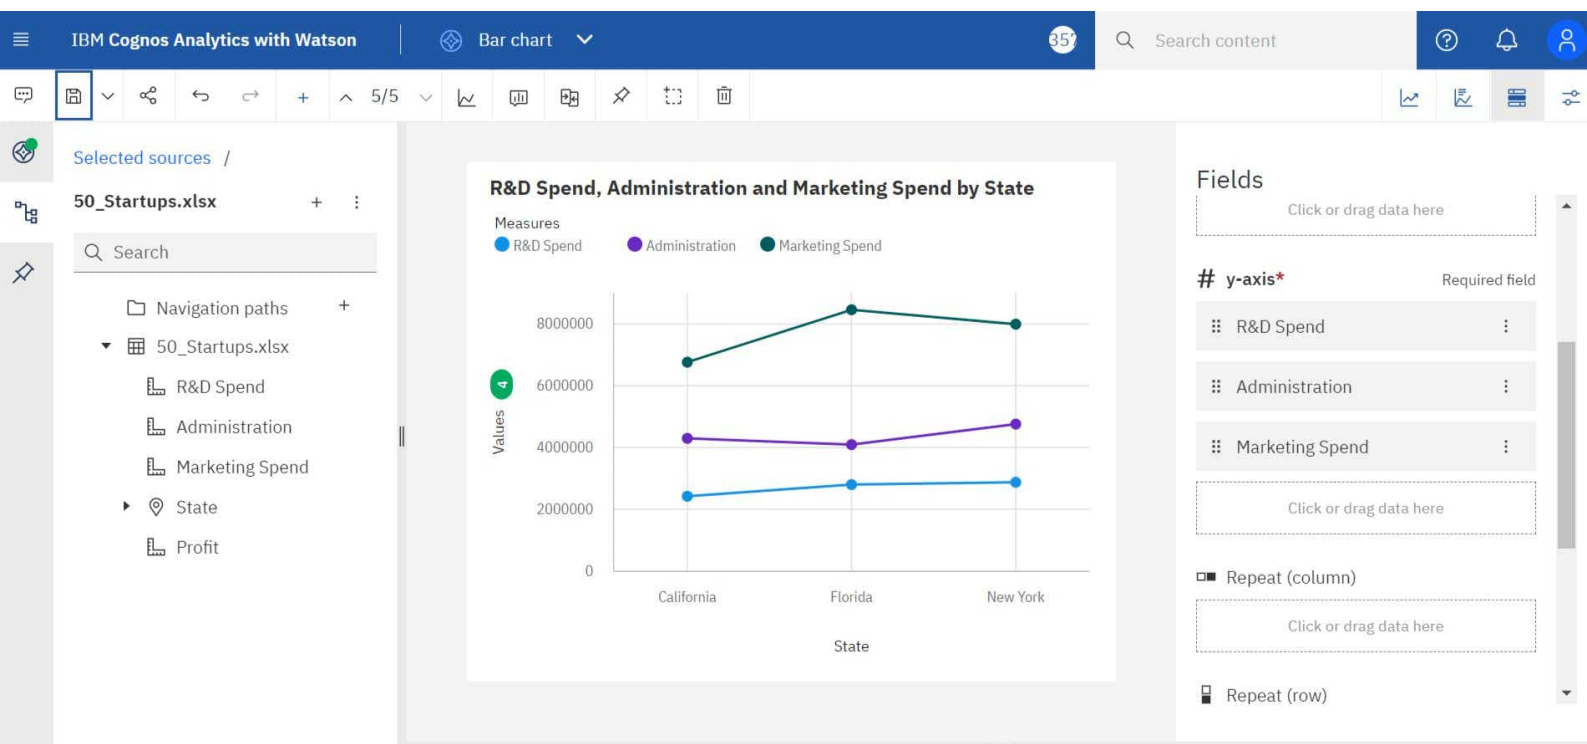 IBM Cognos Analytics with Watson
Bar chart
357
Search content
5/5
Selected sources /
50_Startups.xlsx
Search
Navigation paths
50_Startups.xlsx
R&D Spend
Administration
Marketing Spend
State
Profit
R&D Spend, Administration and Marketing Spend by State
Measures
R&D Spend
Administration
Marketing Spend
8000000
6000000
4000000
2000000
0
Values
4
California
Florida
New York
State
Fields
Click or drag data here
# y-axis*
Required field
R&D Spend
Administration
Marketing Spend
Click or drag data here
Repeat (column)
Click or drag data here
Repeat (row)